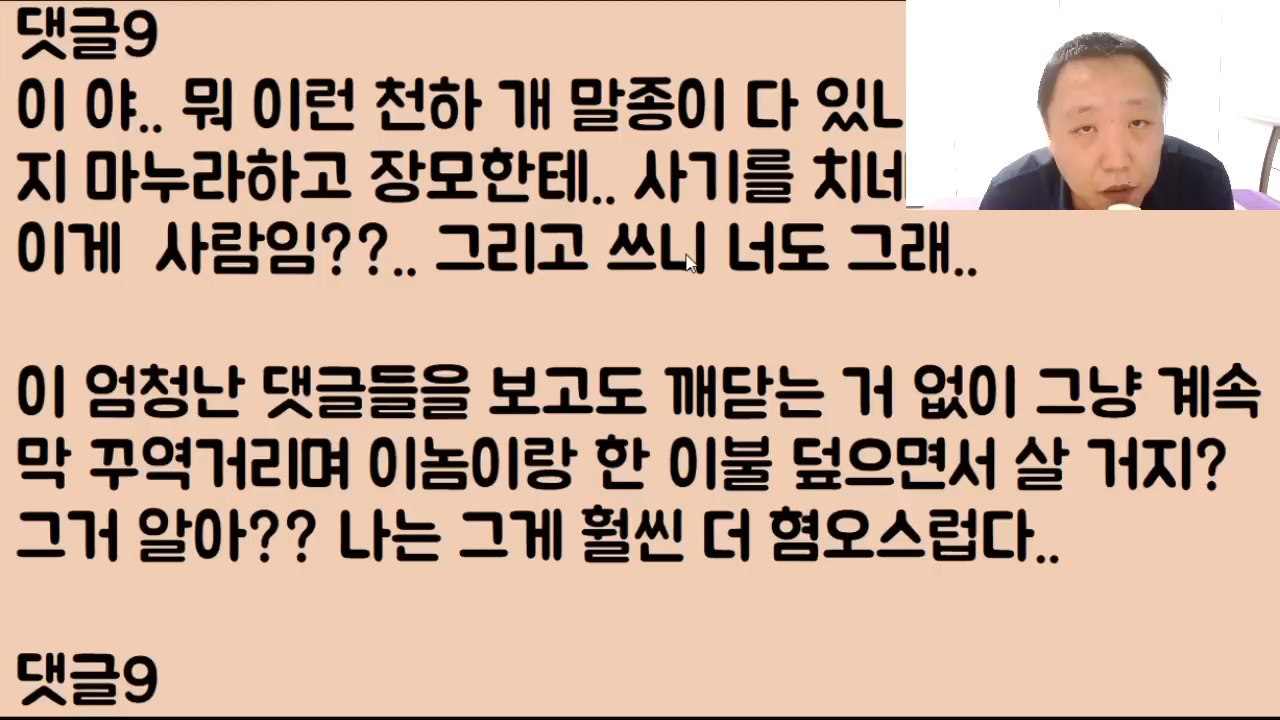 댓글9
이 야.. 뭐 이런 천하 개 말종이 다
지 마누라하고 장모한테.. 사기를 치네
이게 사람임??.. 그리고 쓰니 너도 그래..
이 엄청난 댓글들을 보고도 깨닫는 거 없이 그냥 계속
막 꾸역거리며 이놈이랑 한 이불 덮으면서 살 거지?
그거 알아?? 나는 그게 훨씬 더 혐오스럽다..
댓글9